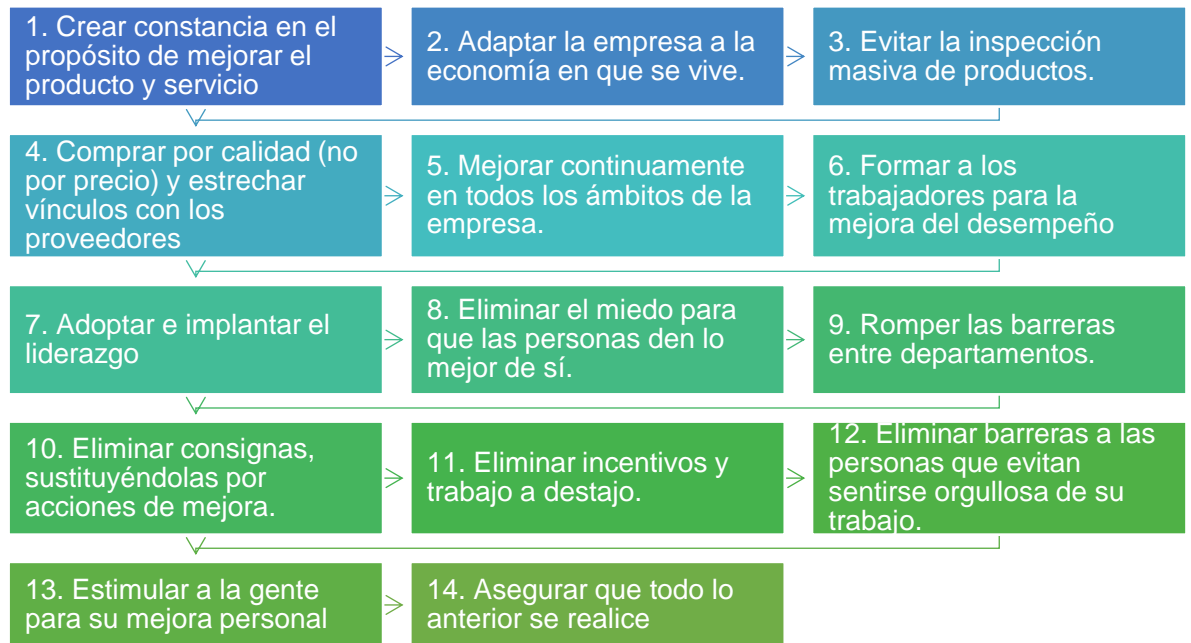 1. Crear constancia en el
propósito de mejorar el
producto y servicio
2. Adaptar la empresa a la
economía en que se vive.
3. Evitar la inspección
masiva de productos.
4. Comprar por calidad (no
por precio) y estrechar
vínculos con los
proveedores
5. Mejorar continuamente
en todos los ámbitos de la
empresa.
6. Formar a los
trabajadores para la
mejora del desempeño
7. Adoptar e implantar el
liderazgo
8. Eliminar el miedo para
que las personas den lo
mejor de sí.
9. Romper las barreras
entre departamentos.
10. Eliminar consignas,
sustituyéndolas por
acciones de mejora.
11. Eliminar incentivos y
trabajo a destajo.
12. Eliminar barreras a las
personas que evitan
sentirse orgullosa de su
trabajo.
13. Estimular a la gente
para su mejora personal
14. Asegurar que todo lo
anterior se realice